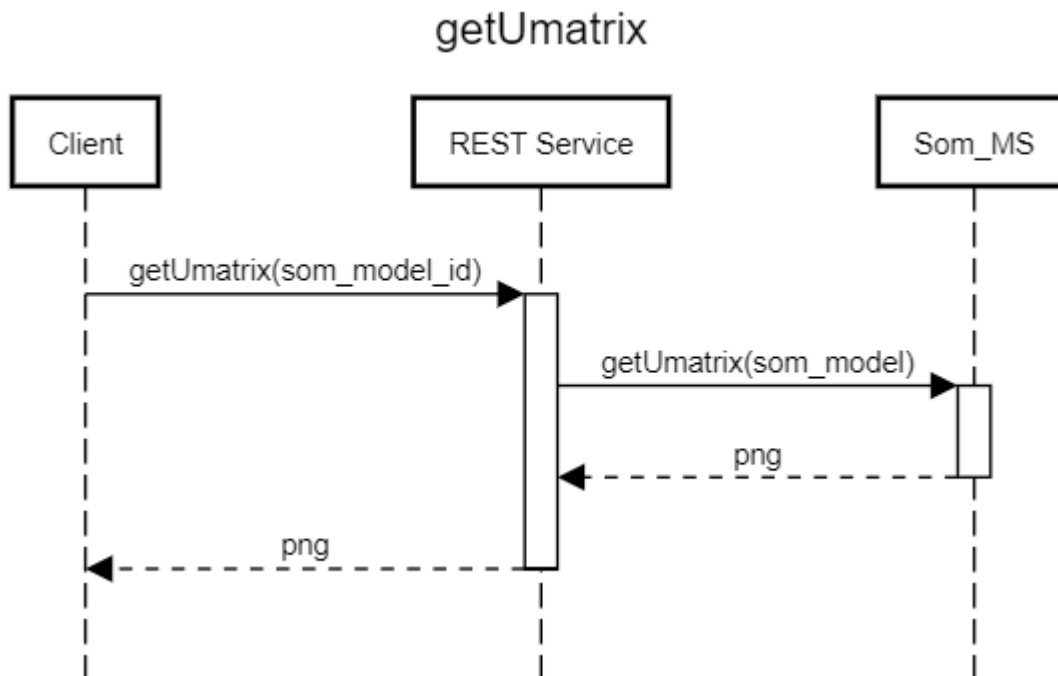 getUmatrix
Client
REST Service
Som_MS
getUmatrix(som_model_id)
getUmatrix(som_model)
png
png